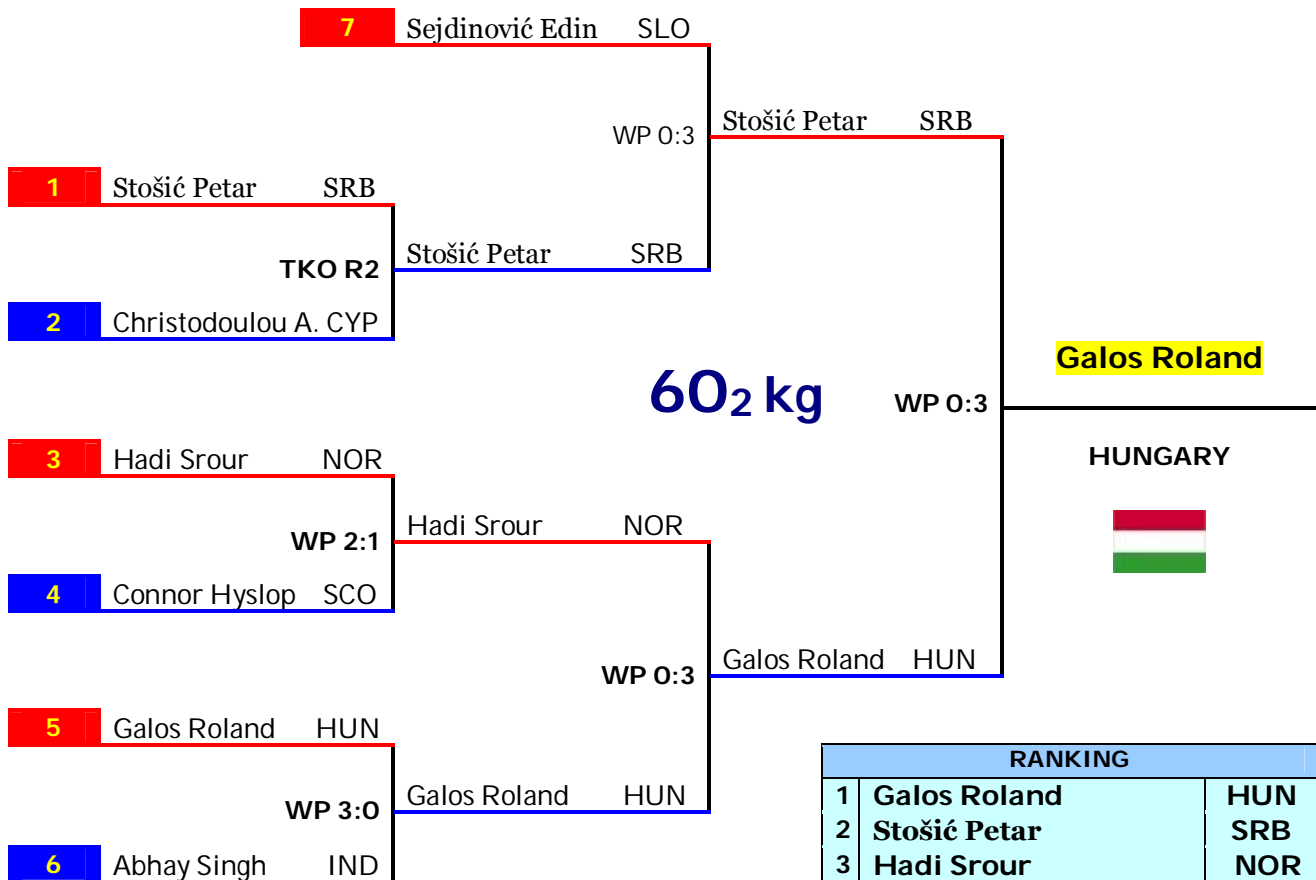 7 Sejdinović Edin SLO
WP 0:3 Stošić Petar SRB
1 Stošić Petar SRB
TKO R2 Stošić Petar SRB
2 Christodoulou A. CYP
Galos Roland
60₂ kg WP 0:3
3 Hadi Srour NOR HUNGARY
WP 2:1 Hadi Srour NOR
4 Connor Hyslop SCO
WP 0:3 Galos Roland HUN
5 Galos Roland HUN
RANKING
WP 3:0 Galos Roland HUN
1 Galos Roland HUN
2 Stošić Petar SRB
6 Abhay Singh IND
3 Hadi Srour NOR